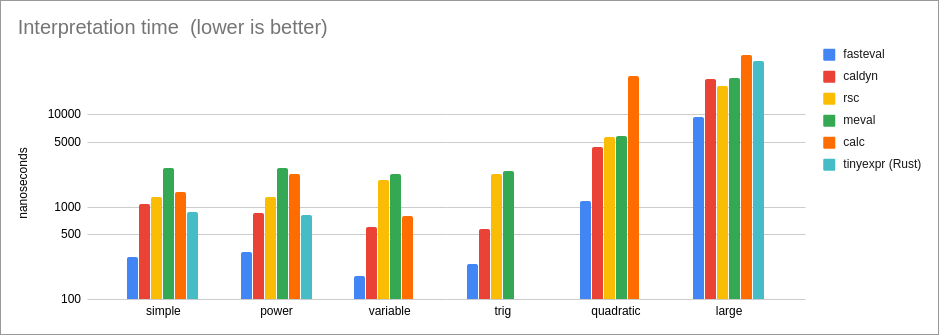 Interpretation time  (lower is better)
fasteval
caldyn
rsc
meval
calc
tinyexpr (Rust)
nanoseconds
10000
5000
1000
500
100
simple power variable trig quadratic large